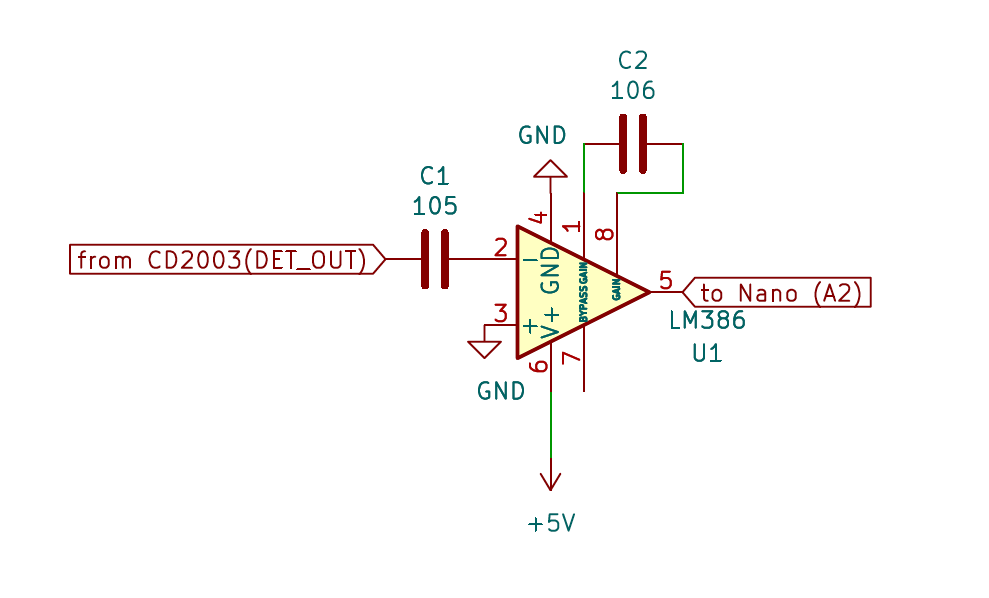 C2
106
GND
C1
105
4
1
8
2
from CD2003(DET_OUT)
−
GND
GAIN
GAIN
5
to Nano (A2)
3
+
V+
BYPASS
LM386
U1
6
7
GND
+5V